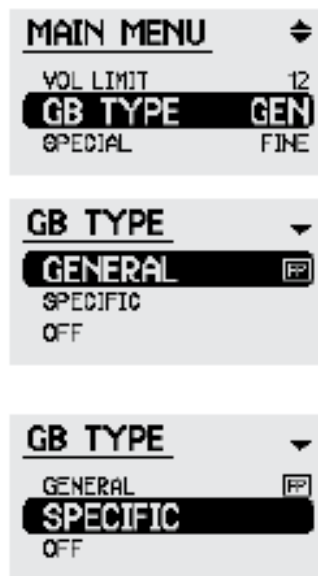 MAIN MENU
VOL LIMIT 12
GB TYPE GEN
SPECIAL FINE
GB TYPE
GENERAL FP
SPECIFIC
OFF
GB TYPE
GENERAL FP
SPECIFIC
OFF